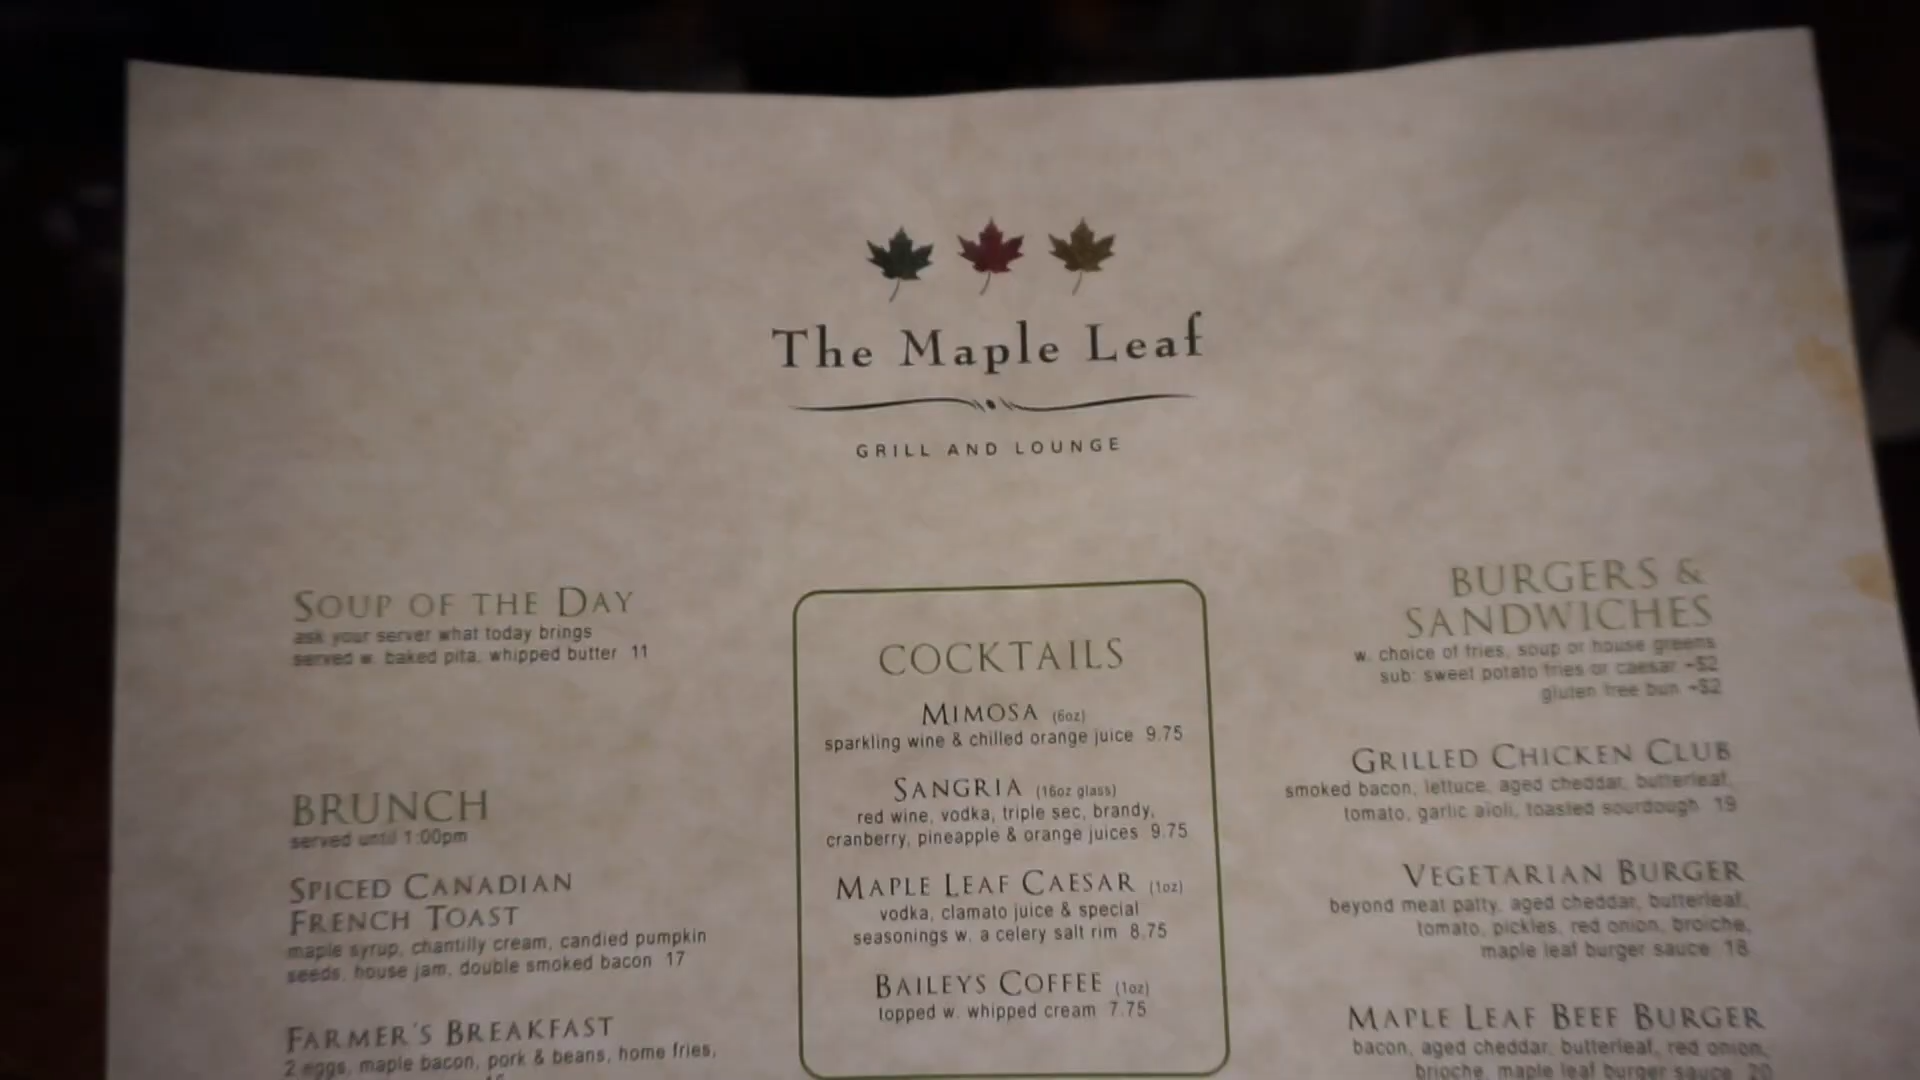 The Maple Leaf
GRILL AND LOUNGE
SOUP OF THE DAY
ask your server what today brings
served w. baked pita, whipped butter 11
BRUNCH
served until 1:00pm
SPICED CANADIAN
FRENCH TOAST
maple syrup, chantilly cream, candied pumpkin
seeds, house jam, double smoked bacon 17
FARMER'S BREAKFAST
2 eggs, maple bacon, pork & beans, home fries,
COCKTAILS
MIMOSA (6oz)
sparkling wine & chilled orange juice 9.75
SANGRIA (16oz glass)
red wine, vodka, triple sec, brandy,
cranberry, pineapple & orange juices 9.75
MAPLE LEAF CAESAR (1oz)
vodka, clamato juice & special
seasonings w. a celery salt rim 8.75
BAILEYS COFFEE (1oz)
topped w. whipped cream 7.75
BURGERS &
SANDWICHES
w. choice of fries, soup or house greens
sub: sweet potato fries or caesar +$2
gluten free bun +$2
GRILLED CHICKEN CLUB
smoked bacon, lettuce, aged cheddar, butterleaf,
tomato, garlic aioli, toasted sourdough 19
VEGETARIAN BURGER
beyond meat patty, aged cheddar, butterleaf,
tomato, pickles, red onion, broiche,
maple leaf burger sauce 18
MAPLE LEAF BEEF BURGER
bacon, aged cheddar, butterleaf, red onion,
brioche, maple leaf burger sauce 20